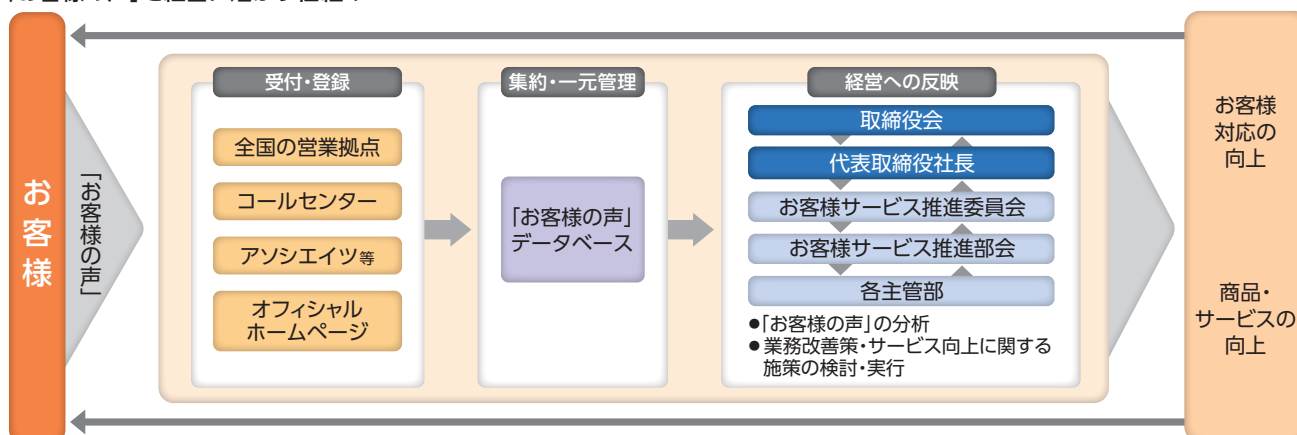 お客様
「お客様の声」
受付・登録
全国の営業拠点
コールセンター
アソシエイツ等
オフィシャル
ホームページ
集約・一元管理
「お客様の声」
データベース
経営への反映
取締役会
代表取締役社長
お客様サービス推進委員会
お客様サービス推進部会
各主管部
●「お客様の声」の分析
●業務改善策・サービス向上に関する
施策の検討・実行
お客様
対応の
向上
商品・
サービスの
向上